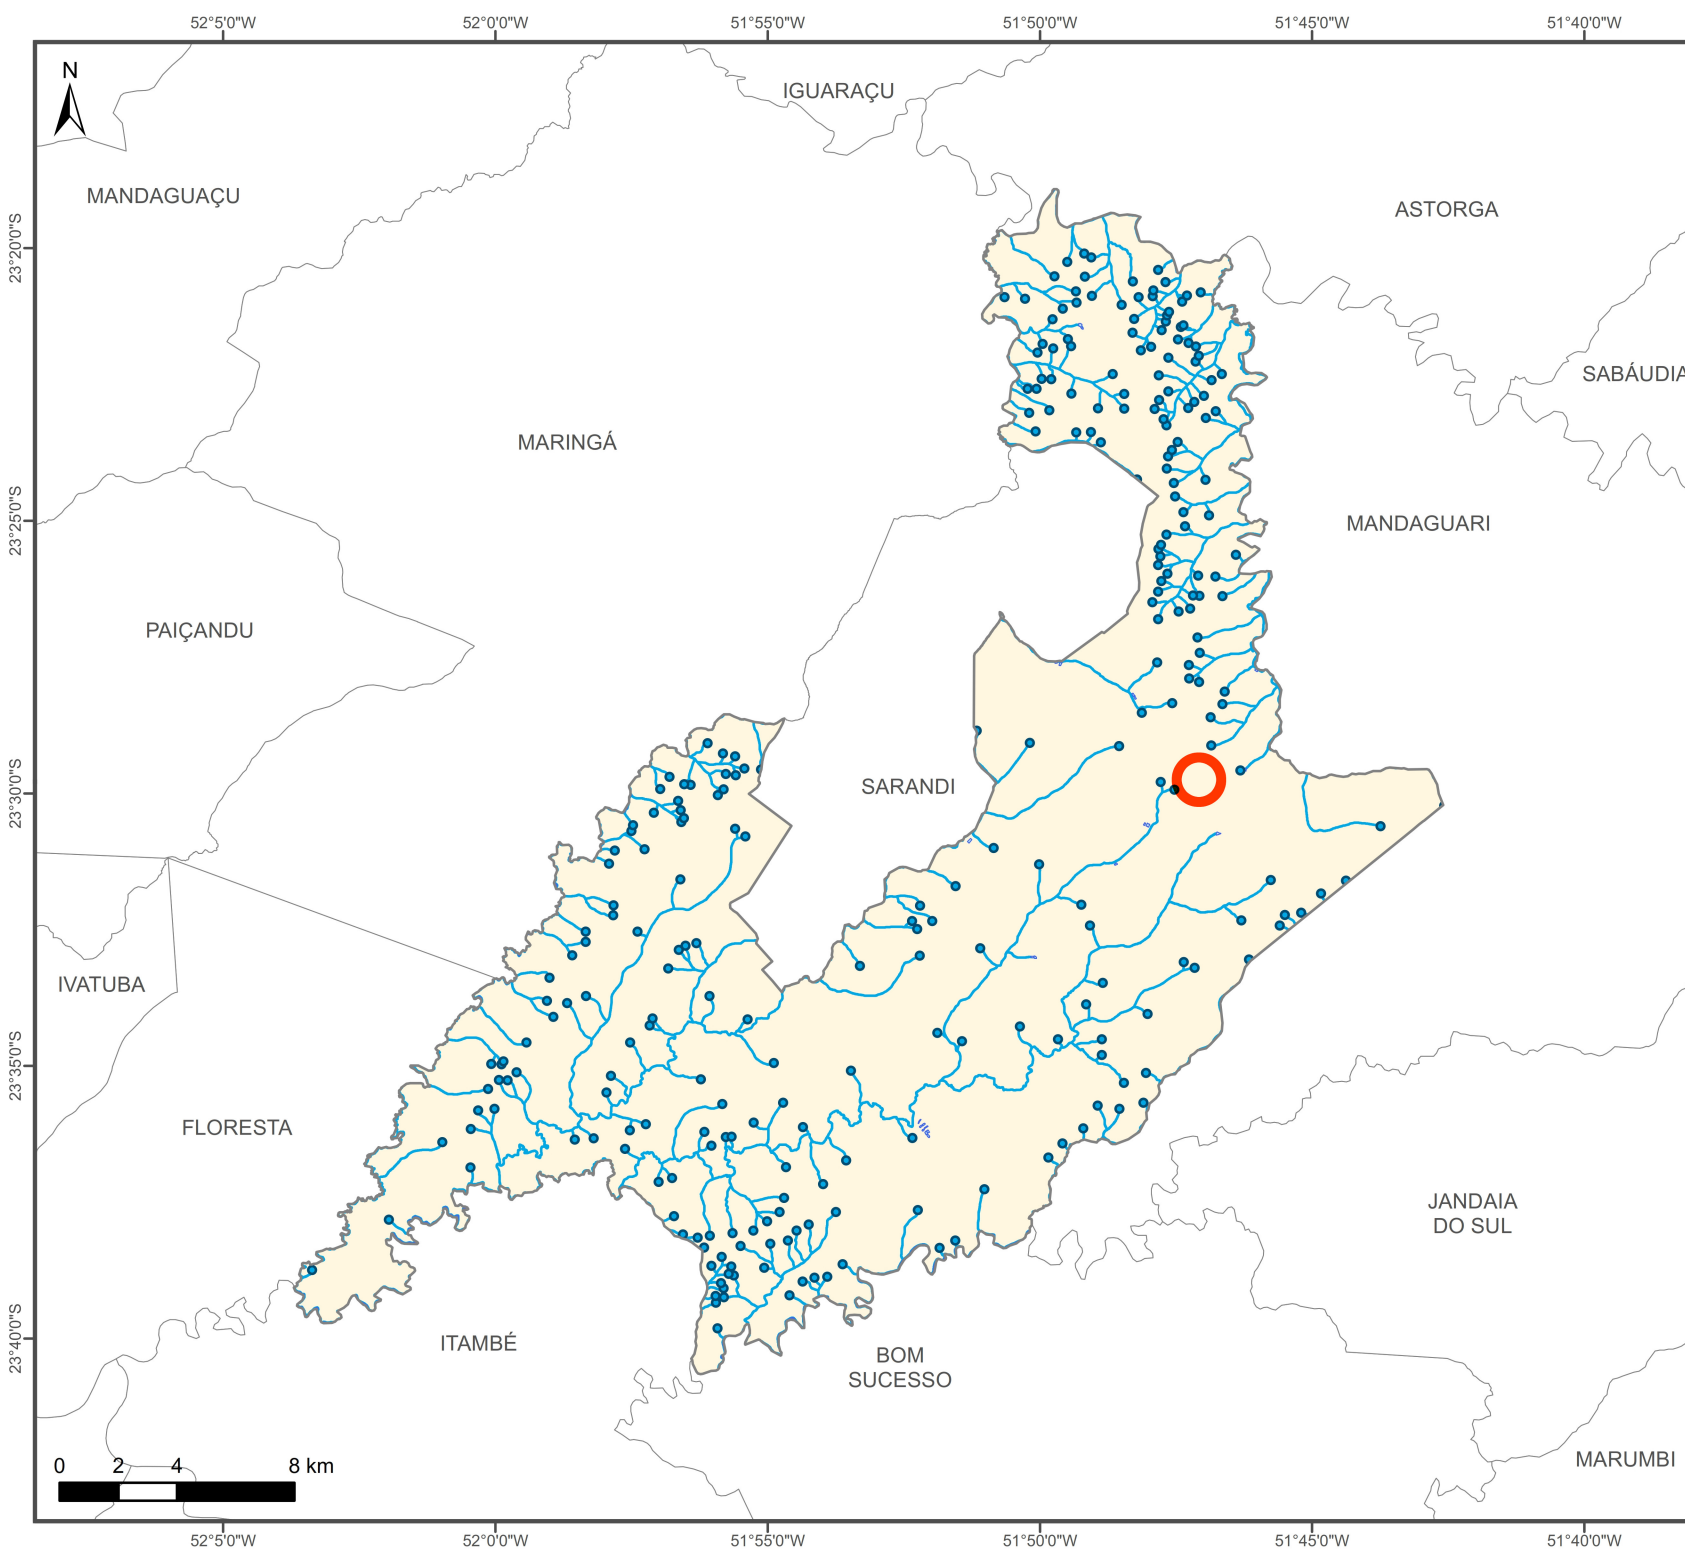 52°5'0"W 52°0'0"W 51°55'0"W 51°50'0"W 51°45'0"W 51°40'0"W
N
IGUARAÇU
MANDAGUAÇU
ASTORGA
23°20'0"S
SABÁUDIA
MARINGÁ
MANDAGUARI
23°25'0"S
PAIÇANDU
SARANDI
23°30'0"S
IVATUBA
23°35'0"S
FLORESTA
JANDAIA
DO SUL
ITAMBÉ
23°40'0"S
BOM
SUCESSO
MARUMBI
0 2 4 8 km
52°5'0"W 52°0'0"W 51°55'0"W 51°50'0"W 51°45'0"W 51°40'0"W